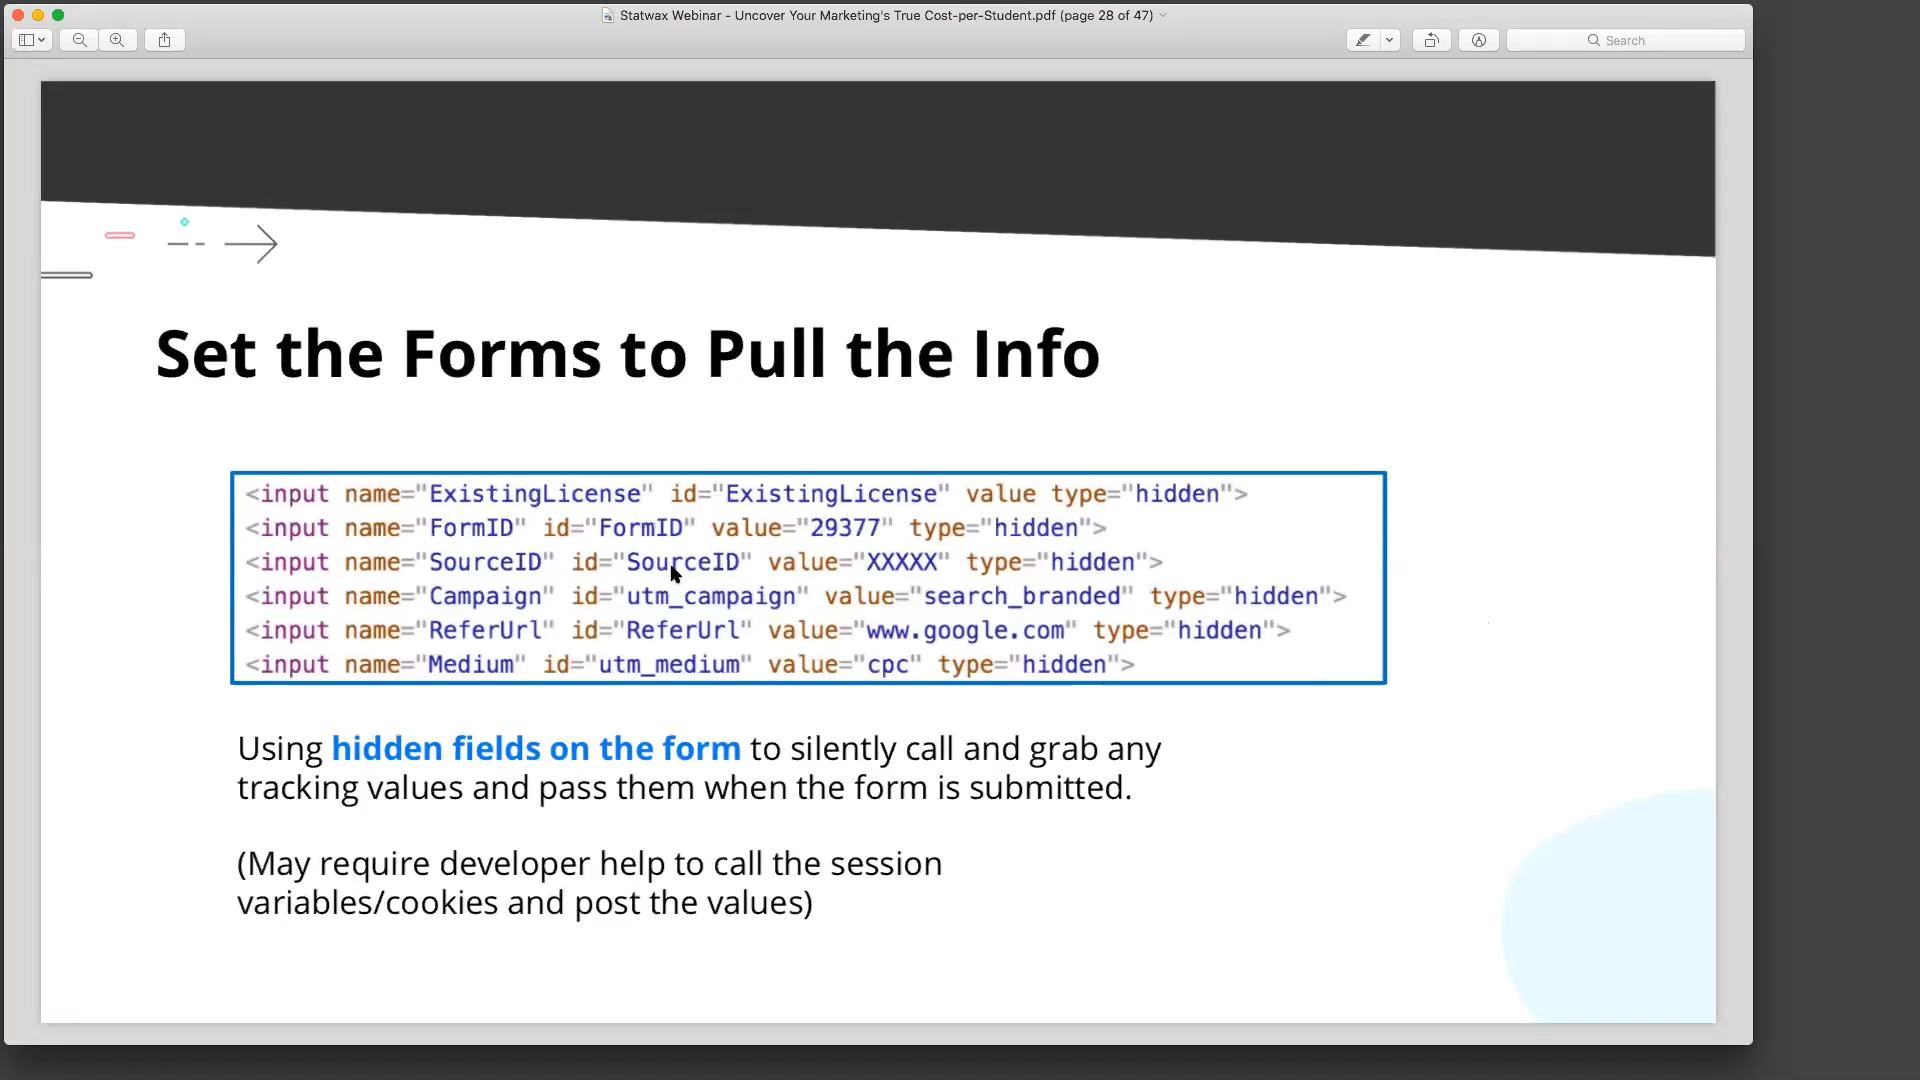 Statwax Webinar - Uncover Your Marketing's True Cost-per-Student.pdf (page 28 of 47)
Search
Set the Forms to Pull the Info
<input name="ExistingLicense" id="ExistingLicense" value type="hidden">
<input name="FormID" id="FormID" value="29377" type="hidden">
<input name="SourceID" id="SourceID" value="XXXXX" type="hidden">
<input name="Campaign" id="utm_campaign" value="search_branded" type="hidden">
<input name="ReferUrl" id="ReferUrl" value="www.google.com" type="hidden">
<input name="Medium" id="utm_medium" value="cpc" type="hidden">
Using hidden fields on the form to silently call and grab any
tracking values and pass them when the form is submitted.
(May require developer help to call the session
variables/cookies and post the values)